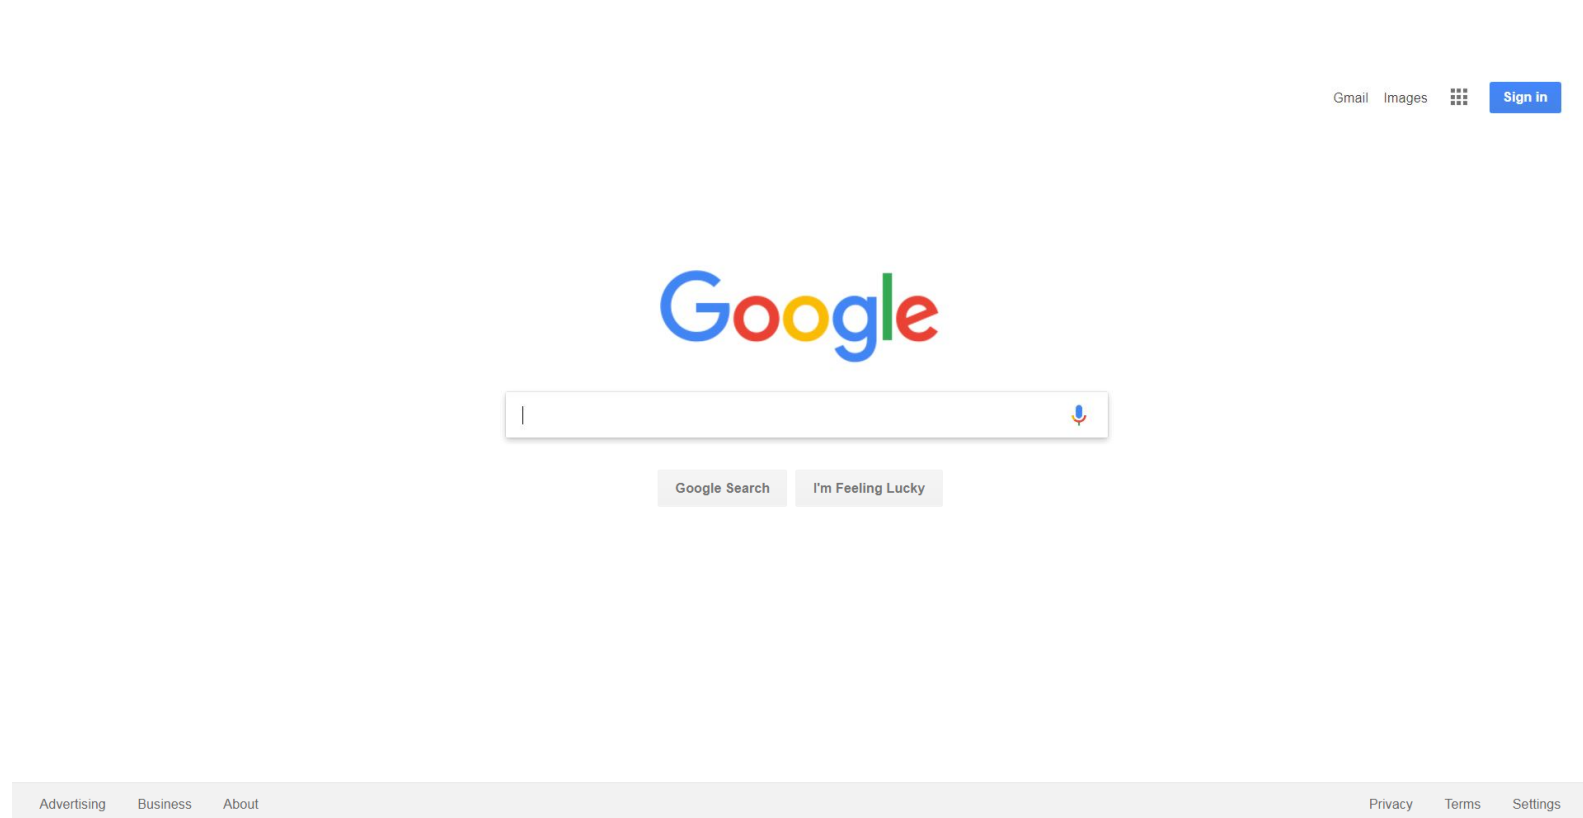 Gmail Images Sign in
Google
Google Search I'm Feeling Lucky
Advertising Business About Privacy Terms Settings